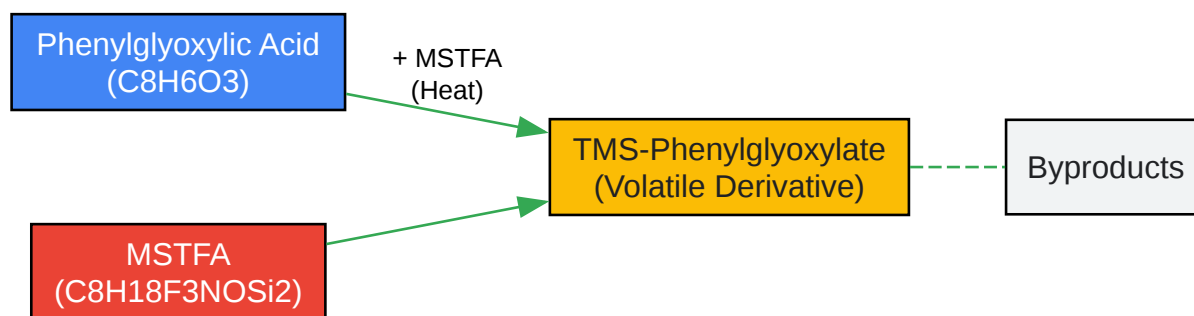 Phenylglyoxylic Acid
(C8H6O3)
+ MSTFA
(Heat)
TMS-Phenylglyoxylate
(Volatile Derivative)
Byproducts
MSTFA
(C8H18F3NOSi2)